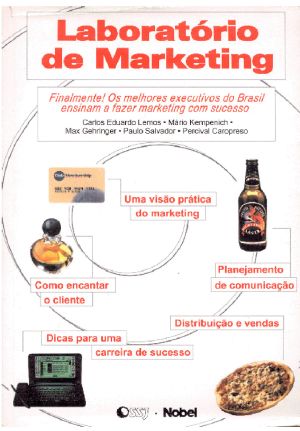 Laboratório
de Marketing
Finalmente! Os melhores executivos do Brasil
ensinam a fazer marketing com sucesso
Carlos Eduardo Lemos • Mário Kempenich •
Max Gehringer • Paulo Salvador • Percival Caropreso
Uma visão prática
do marketing
Planejamento
de comunicação
Como encantar
o cliente
Distribuição e vendas
Dicas para uma
carreira de sucesso
Nobel